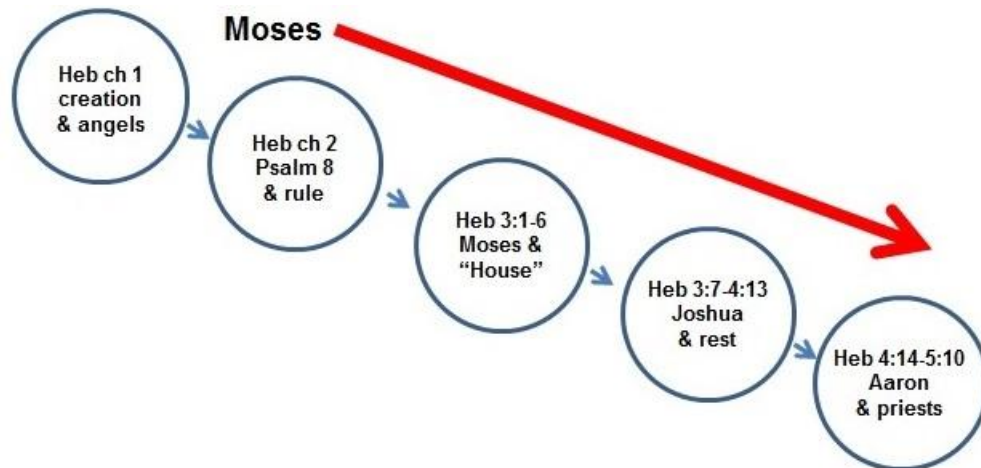 Moses
Heb ch 1
creation
& angels
Heb ch 2
Psalm 8
& rule
Heb 3:1-6
Moses &
“House”
Heb 3:7-4:13
Joshua
& rest
Heb 4:14-5:10
Aaron
& priests